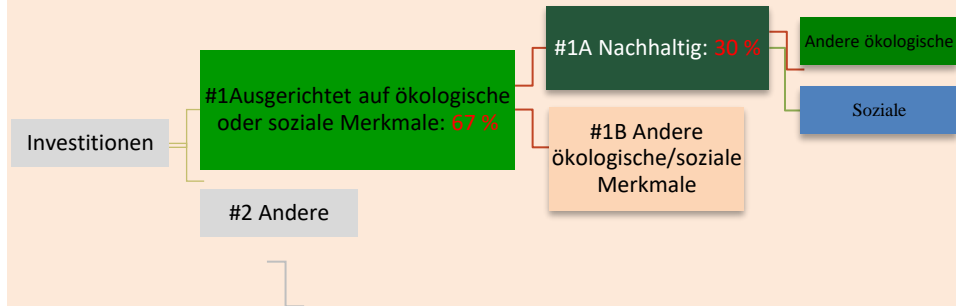 Investitionen
#1Ausgerichtet auf ökologische
oder soziale Merkmale: 67 %
#2 Andere
#1A Nachhaltig: 30 %
#1B Andere
ökologische/soziale
Merkmale
Andere ökologische
Soziale